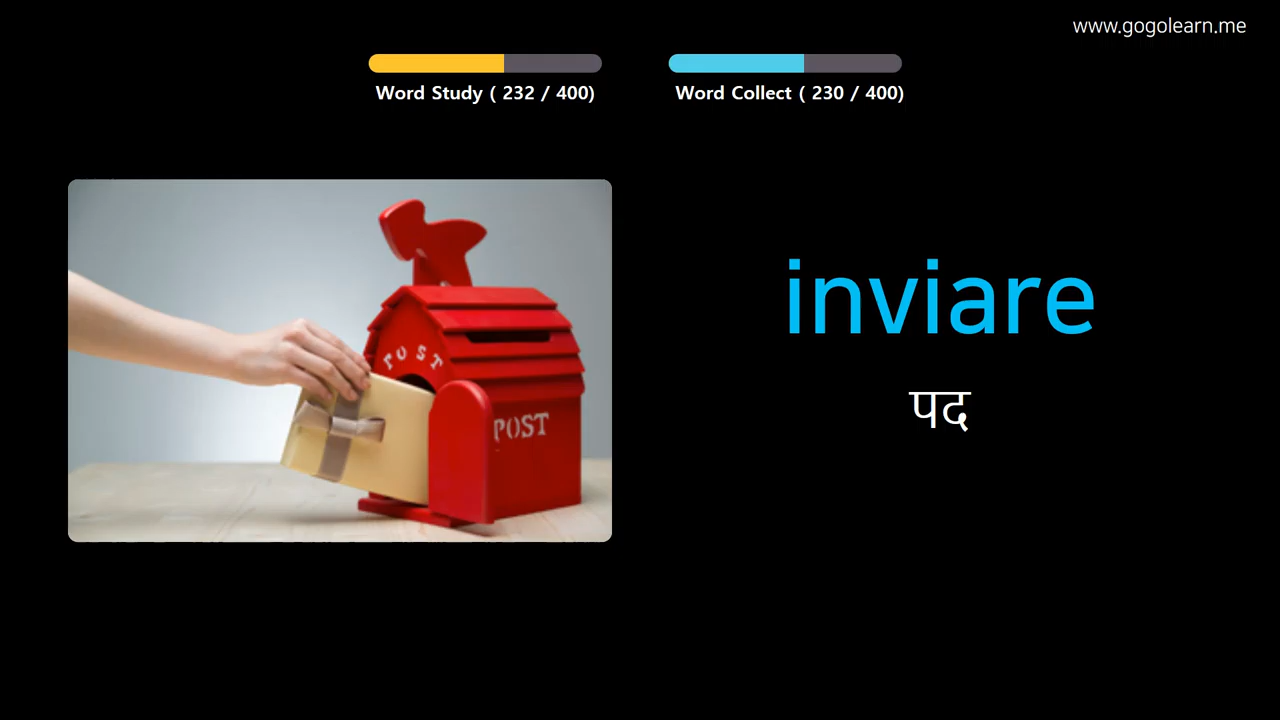 www.gogolearn.me
Word Study ( 232 / 400)
Word Collect ( 230 / 400)
POST
POST
inviare
पद